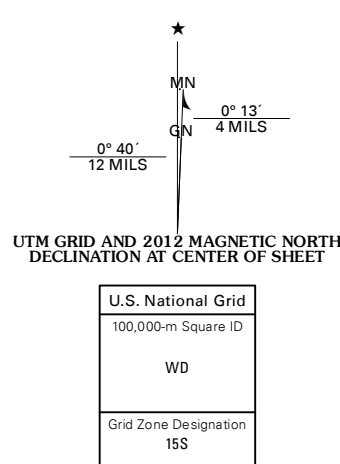 ★
MN
0° 13´
4 MILS
GN
0° 40´
12 MILS
UTM GRID AND 2012 MAGNETIC NORTH
DECLINATION AT CENTER OF SHEET
U.S. National Grid
100,000-m Square ID
WD
Grid Zone Designation
15S